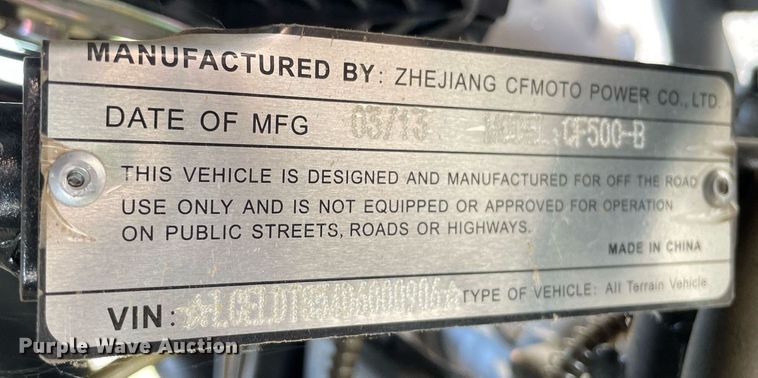 MANUFACTURED BY: ZHEJIANG CFMOTO POWER CO., LTD.
DATE OF MFG 03/13 MODEL: CF500-B
THIS VEHICLE IS DESIGNED AND MANUFACTURED FOR OFF THE ROAD
USE ONLY AND IS NOT EQUIPPED OR APPROVED FOR OPERATION
ON PUBLIC STREETS, ROADS OR HIGHWAYS.
MADE IN CHINA
VIN: TYPE OF VEHICLE: All Terrain Vehicle
Purple Wave Auction